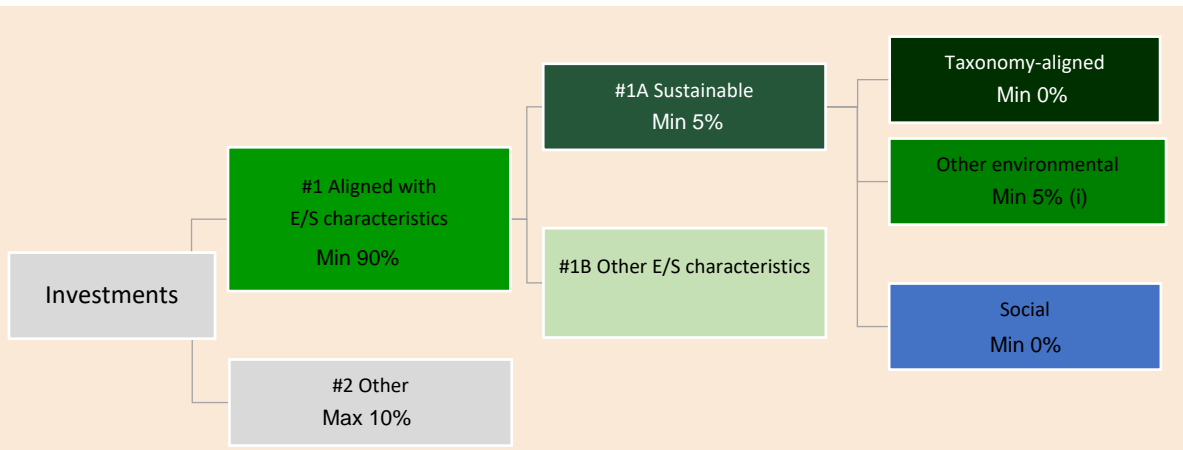 Investments
#1 Aligned with
E/S characteristics
Min 90%
#2 Other
Max 10%
#1A Sustainable
Min 5%
#1B Other E/S characteristics
Taxonomy-aligned
Min 0%
Other environmental
Min 5% (i)
Social
Min 0%